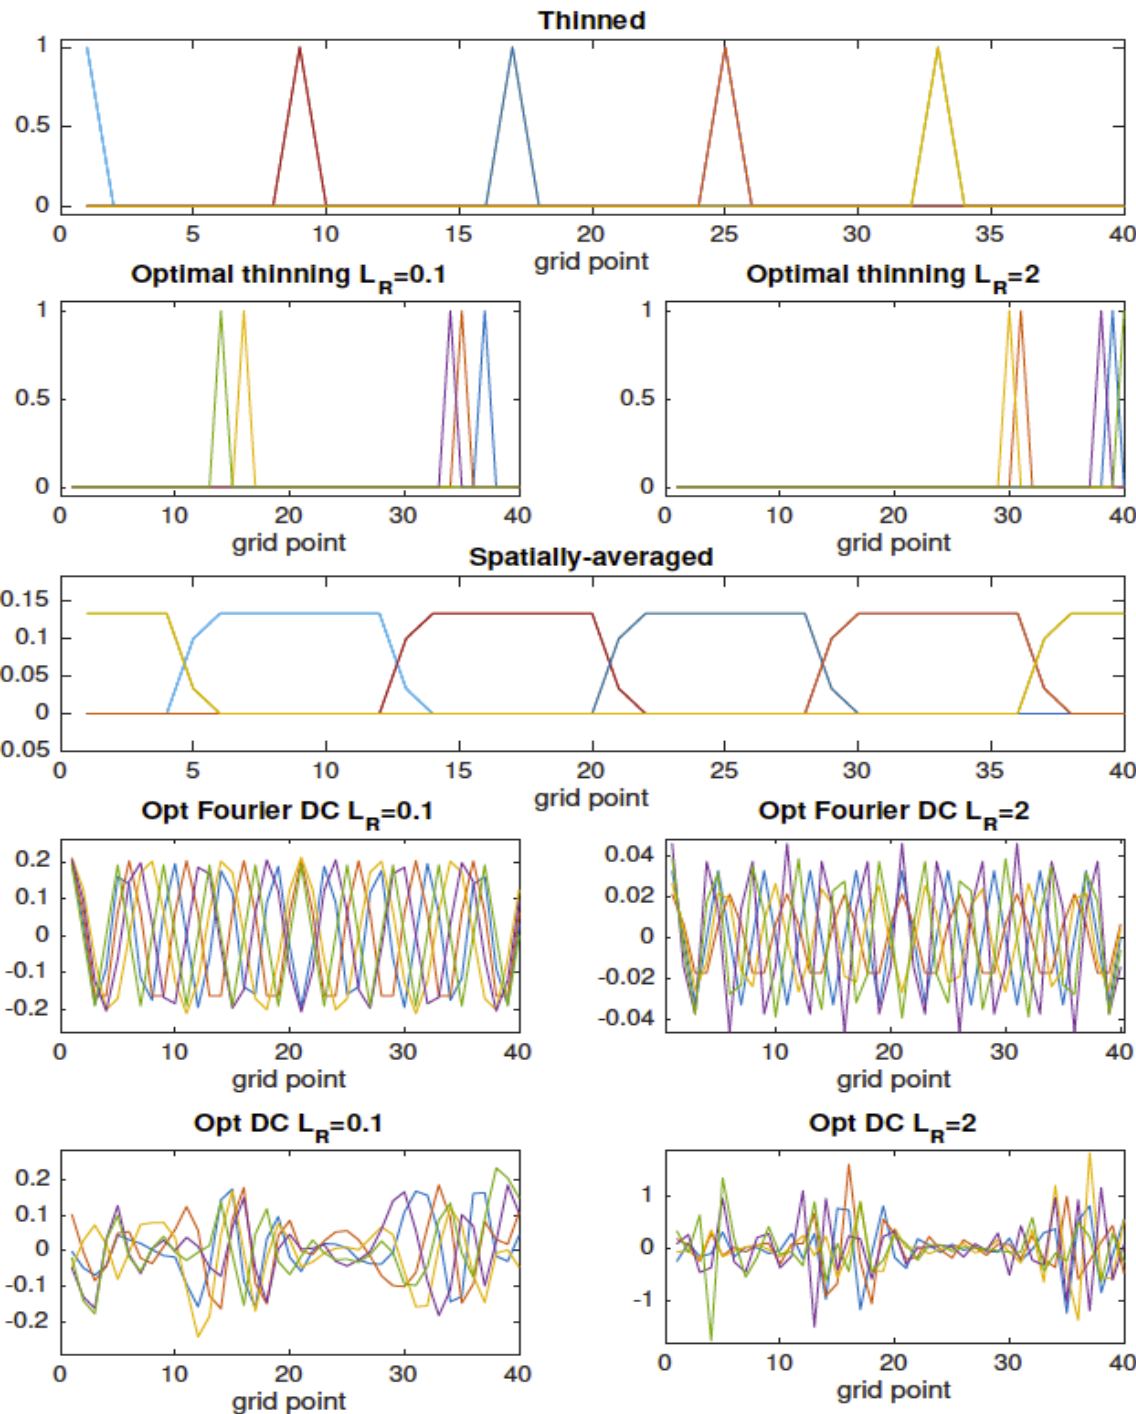 Thinned
1
0.5
0
0 5 10 15 20 25 30 35 40
grid point
Optimal thinning L_R=0.1 Optimal thinning L_R=2
1 1
0.5 0.5
0 0
0 10 20 30 40 0 10 20 30 40
grid point grid point
Spatially-averaged
0.15
0.1
0.05
0
0.05
0 5 10 15 20 25 30 35 40
grid point
Opt Fourier DC L_R=0.1 Opt Fourier DC L_R=2
0.2 0.04
0.1 0.02
0 0
-0.1 -0.02
-0.2 -0.04
0 10 20 30 40 10 20 30 40
grid point grid point
Opt DC L_R=0.1 Opt DC L_R=2
0.2 1
0.1 0
0 -1
-0.1
-0.2
0 10 20 30 40 0 10 20 30 40
grid point grid point